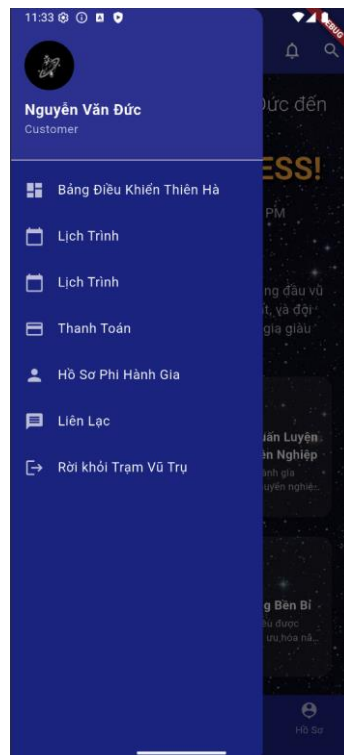 11:33
DEBUG
Nguyễn Văn Đức
Customer
Đức đến
ESS!
PM
Bảng Điều Khiển Thiên Hà
Lịch Trình
Lịch Trình
Thanh Toán
Hồ Sơ Phi Hành Gia
Liên Lạc
Rời khỏi Trạm Vũ Trụ
ng đầu vũ
t, và đội
gia giàu
uấn Luyện
ên Nghiệp
ành gia
uyên nghiệ...
g Bền Bỉ
ều được
ưu hóa nă...
Hồ Sơ